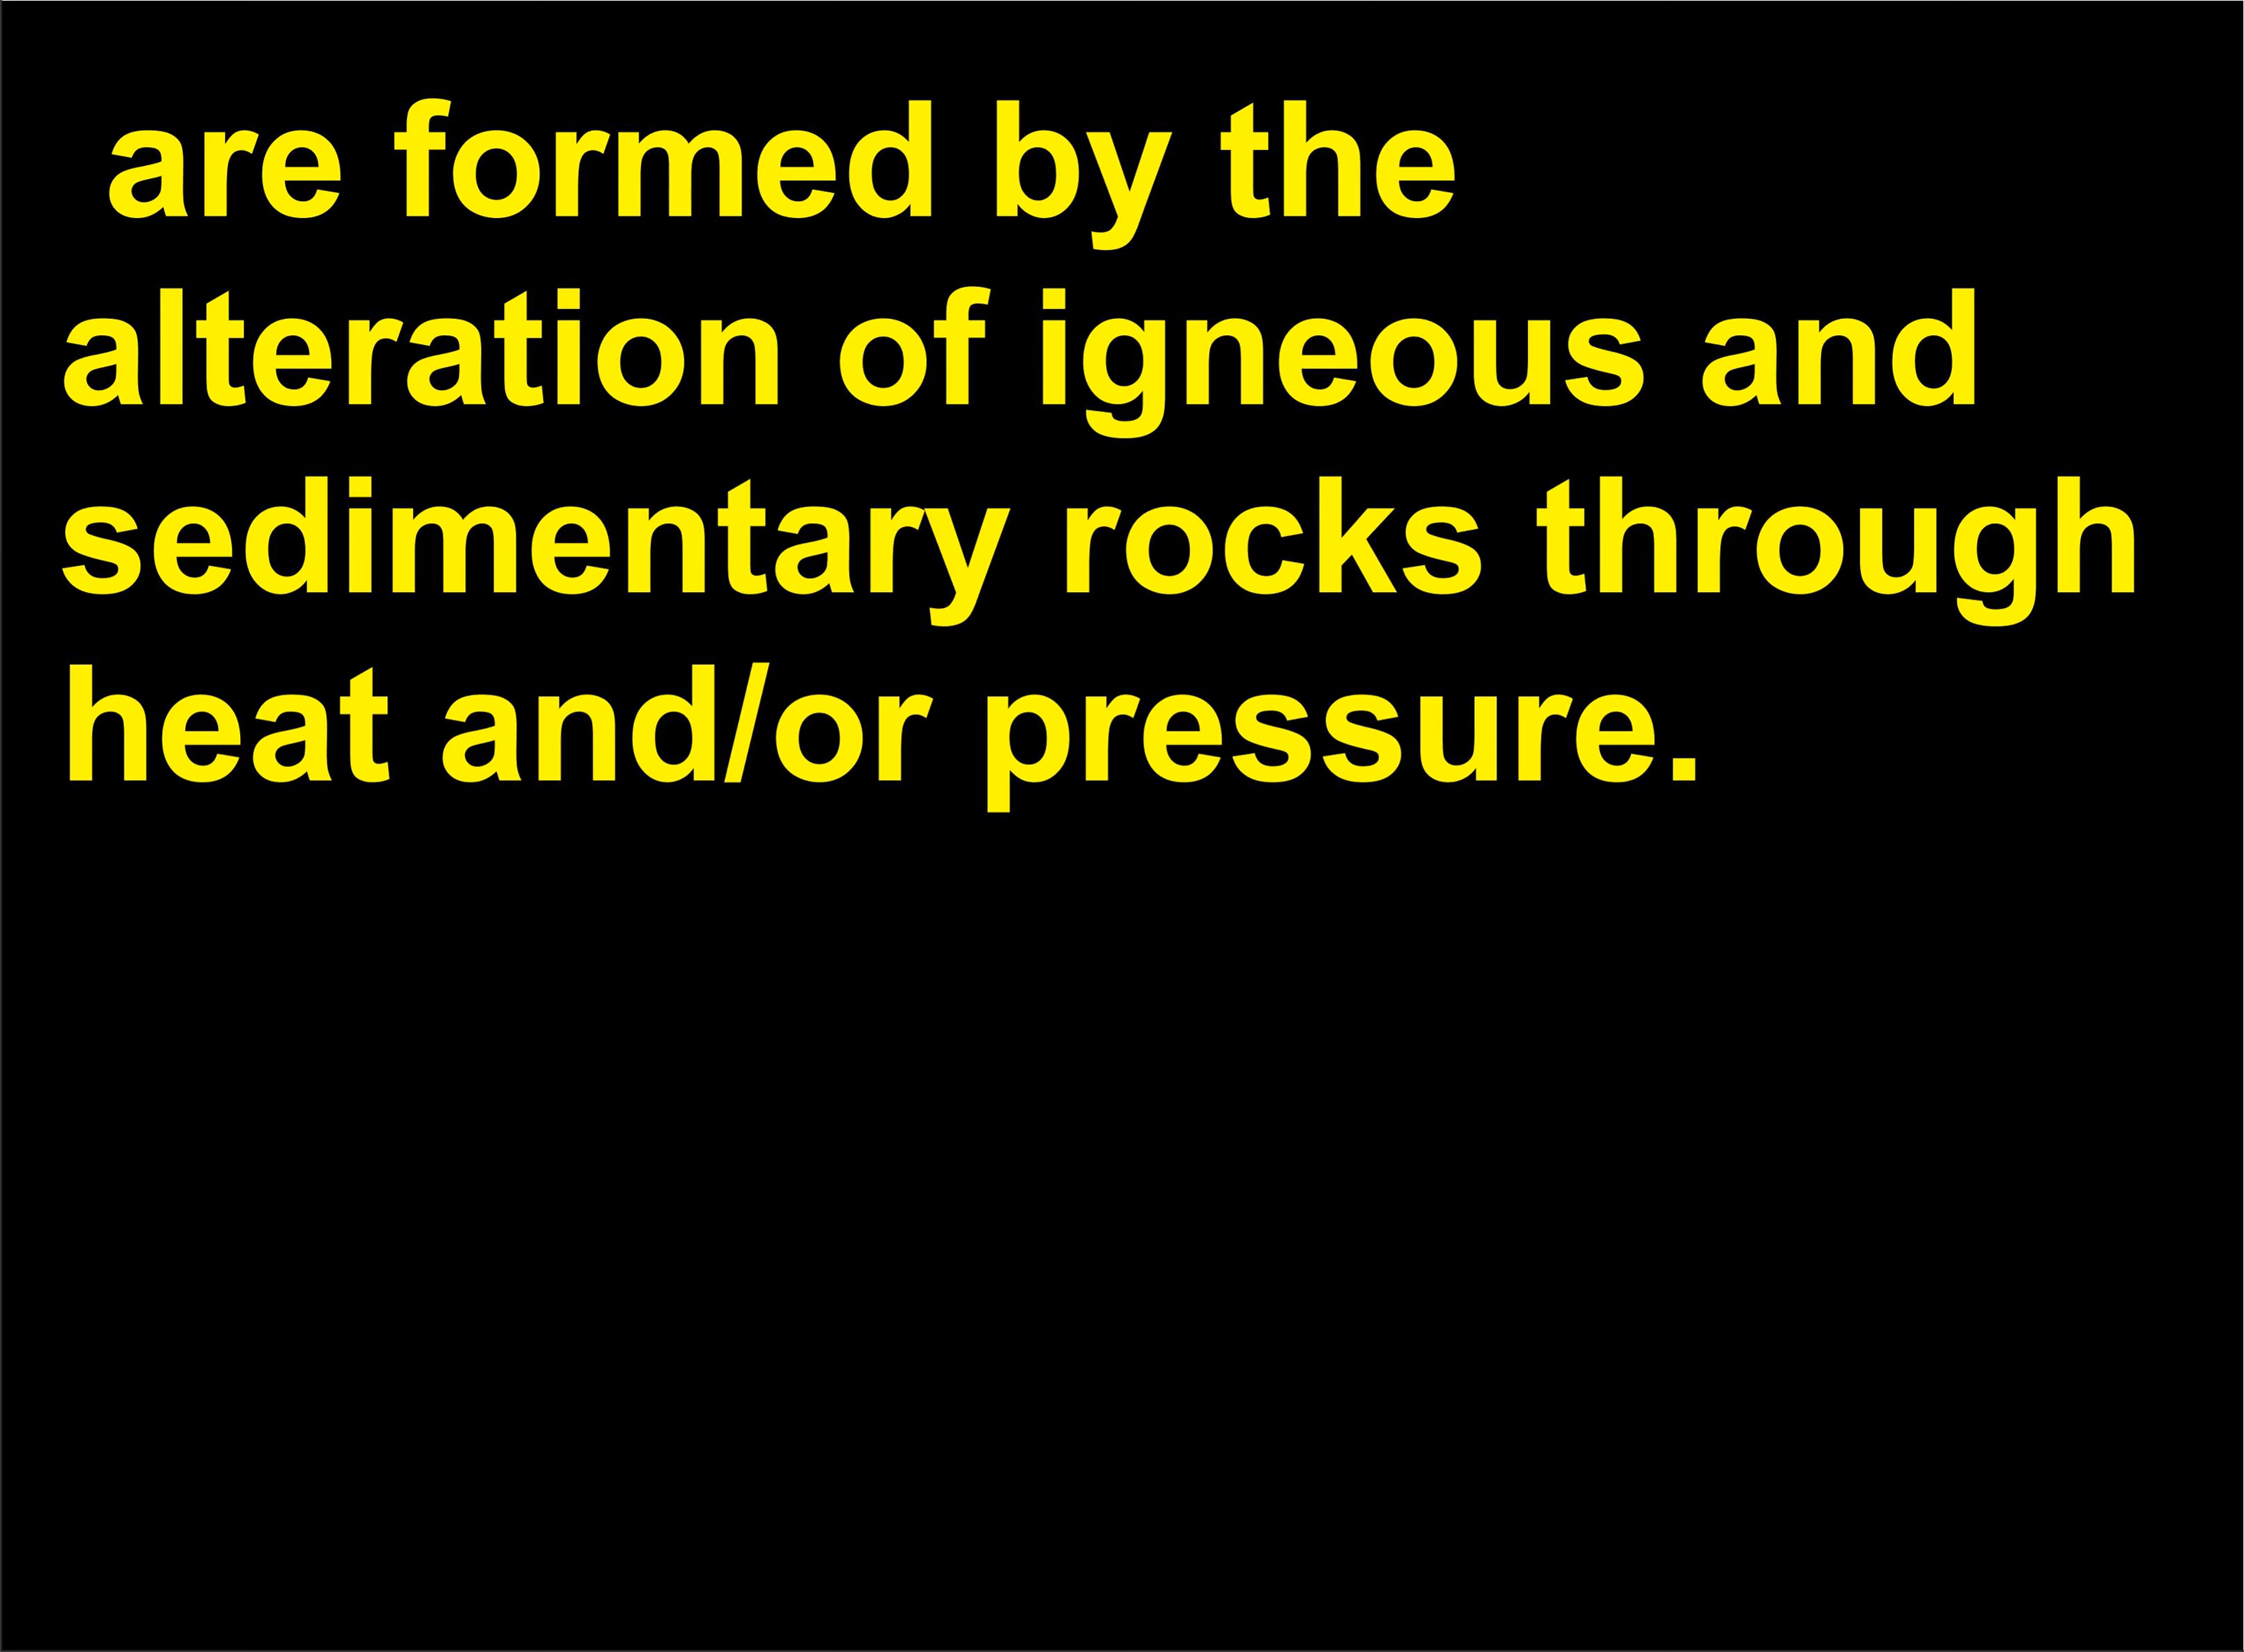 are formed by the
alteration of igneous and
sedimentary rocks through
heat and/or pressure.